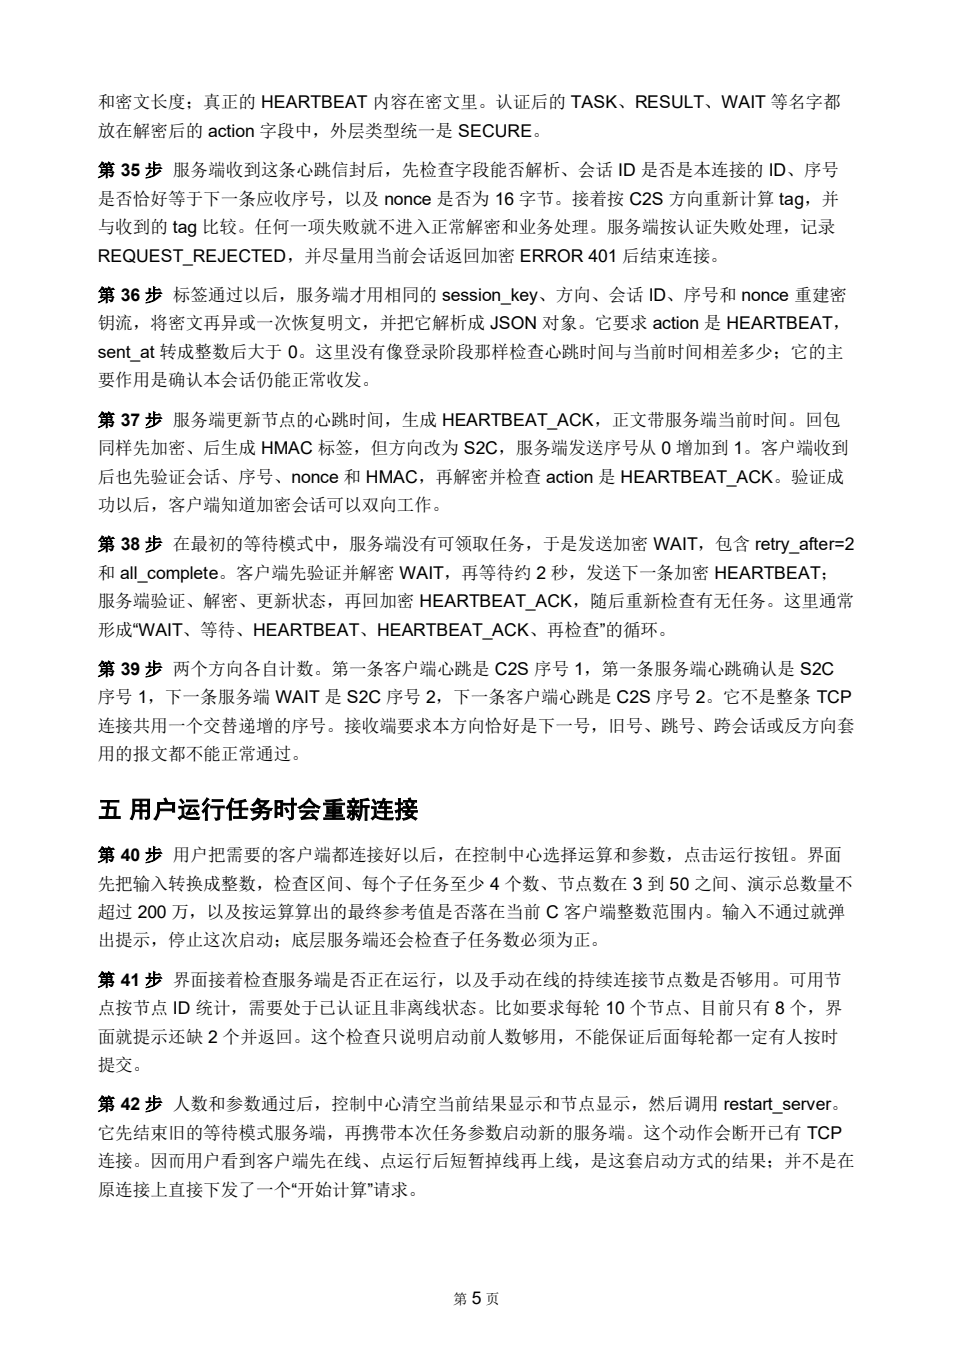 和密文长度；真正的 HEARTBEAT 内容在密文里。认证后的 TASK、RESULT、WAIT 等名字都
放在解密后的 action 字段中，外层类型统一是 SECURE。
第 35 步 服务端收到这条心跳信封后，先检查字段能否解析、会话 ID 是否是本连接的 ID、序号
是否恰好等于下一条应收序号，以及 nonce 是否为 16 字节。接着按 C2S 方向重新计算 tag，并
与收到的 tag 比较。任何一项失败就不进入正常解密和业务处理。服务端按认证失败处理，记录
REQUEST_REJECTED，并尽量用当前会话返回加密 ERROR 401 后结束连接。
第 36 步 标签通过以后，服务端才用相同的 session_key、方向、会话 ID、序号和 nonce 重建密
钥流，将密文再异或一次恢复明文，并把它解析成 JSON 对象。它要求 action 是 HEARTBEAT，
sent_at 转成整数后大于 0。这里没有像登录阶段那样检查心跳时间与当前时间相差多少；它的主
要作用是确认本会话仍能正常收发。
第 37 步 服务端更新节点的心跳时间，生成 HEARTBEAT_ACK，正文带服务端当前时间。回包
同样先加密、后生成 HMAC 标签，但方向改为 S2C，服务端发送序号从 0 增加到 1。客户端收到
后也先验证会话、序号、nonce 和 HMAC，再解密并检查 action 是 HEARTBEAT_ACK。验证成
功以后，客户端知道加密会话可以双向工作。
第 38 步 在最初的等待模式中，服务端没有可领取任务，于是发送加密 WAIT，包含 retry_after=2
和 all_complete。客户端先验证并解密 WAIT，再等待约 2 秒，发送下一条加密 HEARTBEAT；
服务端验证、解密、更新状态，再回加密 HEARTBEAT_ACK，随后重新检查有无任务。这里通常
形成“WAIT、等待、HEARTBEAT、HEARTBEAT_ACK、再检查”的循环。
第 39 步 两个方向各自计数。第一条客户端心跳是 C2S 序号 1，第一条服务端心跳确认是 S2C
序号 1，下一条服务端 WAIT 是 S2C 序号 2，下一条客户端心跳是 C2S 序号 2。它不是整条 TCP
连接共用一个交替递增的序号。接收端要求本方向恰好是下一号，旧号、跳号、跨会话或反方向套
用的报文都不能正常通过。
五 用户运行任务时会重新连接
第 40 步 用户把需要的客户端都连接好以后，在控制中心选择运算和参数，点击运行按钮。界面
先把输入转换成整数，检查区间、每个子任务至少 4 个数、节点数在 3 到 50 之间、演示总数量不
超过 200 万，以及按运算算出的最终参考值是否落在当前 C 客户端整数范围内。输入不通过就弹
出提示，停止这次启动；底层服务端还会检查子任务数必须为正。
第 41 步 界面接着检查服务端是否正在运行，以及手动在线的持续连接节点数是否够用。可用节
点按节点 ID 统计，需要处于已认证且非离线状态。比如要求每轮 10 个节点、目前只有 8 个，界
面就提示还缺 2 个并返回。这个检查只说明启动前人数够用，不能保证后面每轮都一定有人按时
提交。
第 42 步 人数和参数通过后，控制中心清空当前结果显示和节点显示，然后调用 restart_server。
它先结束旧的等待模式服务端，再携带本次任务参数启动新的服务端。这个动作会断开已有 TCP
连接。因而用户看到客户端先在线、点运行后短暂掉线再上线，是这套启动方式的结果；并不是在
原连接上直接下发了一个“开始计算”请求。
第 5 页